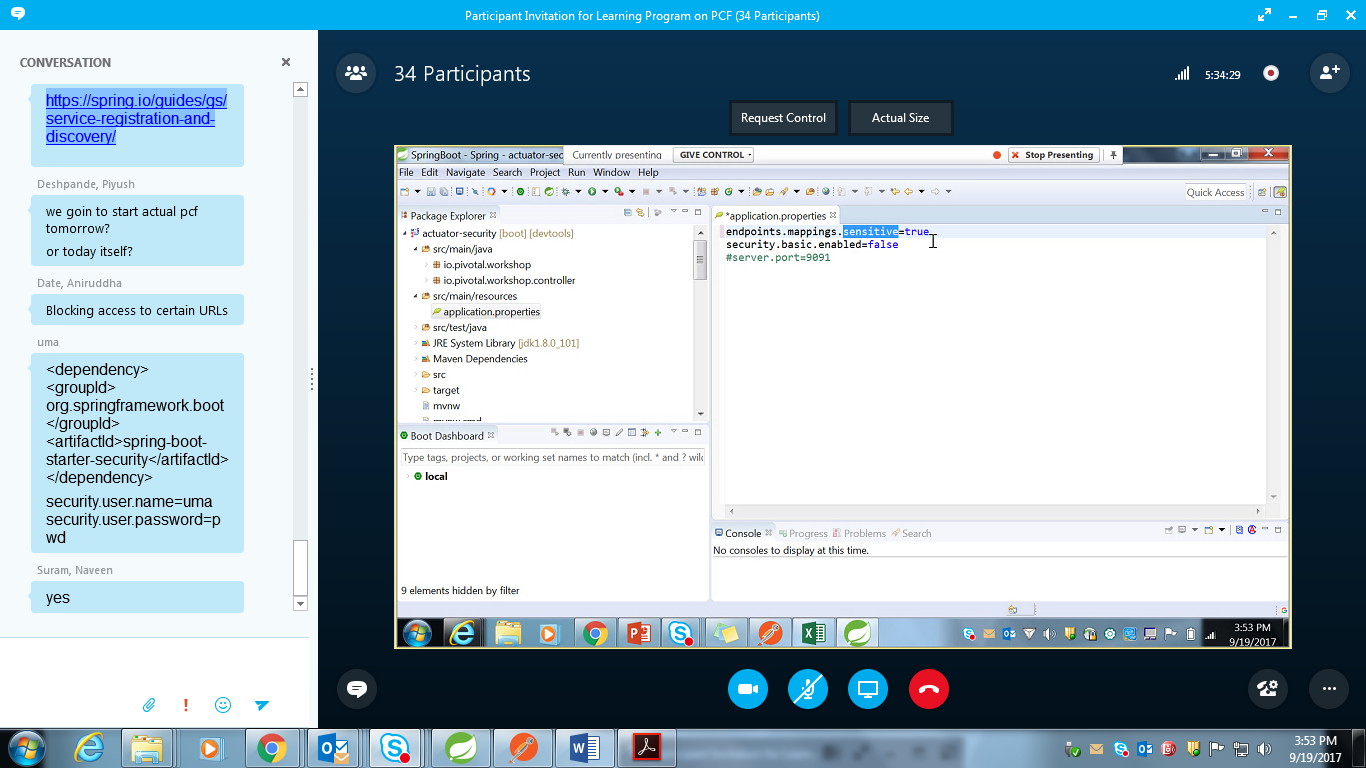 Participant Invitation for Learning Program on PCF (34 Participants)
CONVERSATION
https://spring.io/guides/gs/
service-registration-and-
discovery/
Deshpande, Piyush
we goin to start actual pcf
tomorrow?
or today itself?
Date, Aniruddha
Blocking access to certain URLs
uma
<dependency>
<groupId>
org.springframework.boot
</groupId>
<artifactId>spring-boot-
starter-security</artifactId>
</dependency>
security.user.name=uma
security.user.password=p
wd
Suram, Naveen
yes
34 Participants
5:34:29
Request Control
Actual Size
SpringBoot - Spring - actuator-sec
Currently presenting
GIVE CONTROL
Stop Presenting
File Edit Navigate Search Project Run Window Help
Quick Access
Package Explorer
actuator-security [boot] [devtools]
src/main/java
io.pivotal.workshop
io.pivotal.workshop.controller
src/main/resources
application.properties
src/test/java
JRE System Library [jdk1.8.0_101]
Maven Dependencies
src
target
mvnw
mvnw.cmd
Boot Dashboard
Type tags, projects, or working set names to match (incl. * and ? wild
local
9 elements hidden by filter
*application.properties
endpoints.mappings.sensitive=true
security.basic.enabled=false
#server.port=9091
Console Progress Problems Search
No consoles to display at this time.
3:53 PM
9/19/2017
3:53 PM
9/19/2017